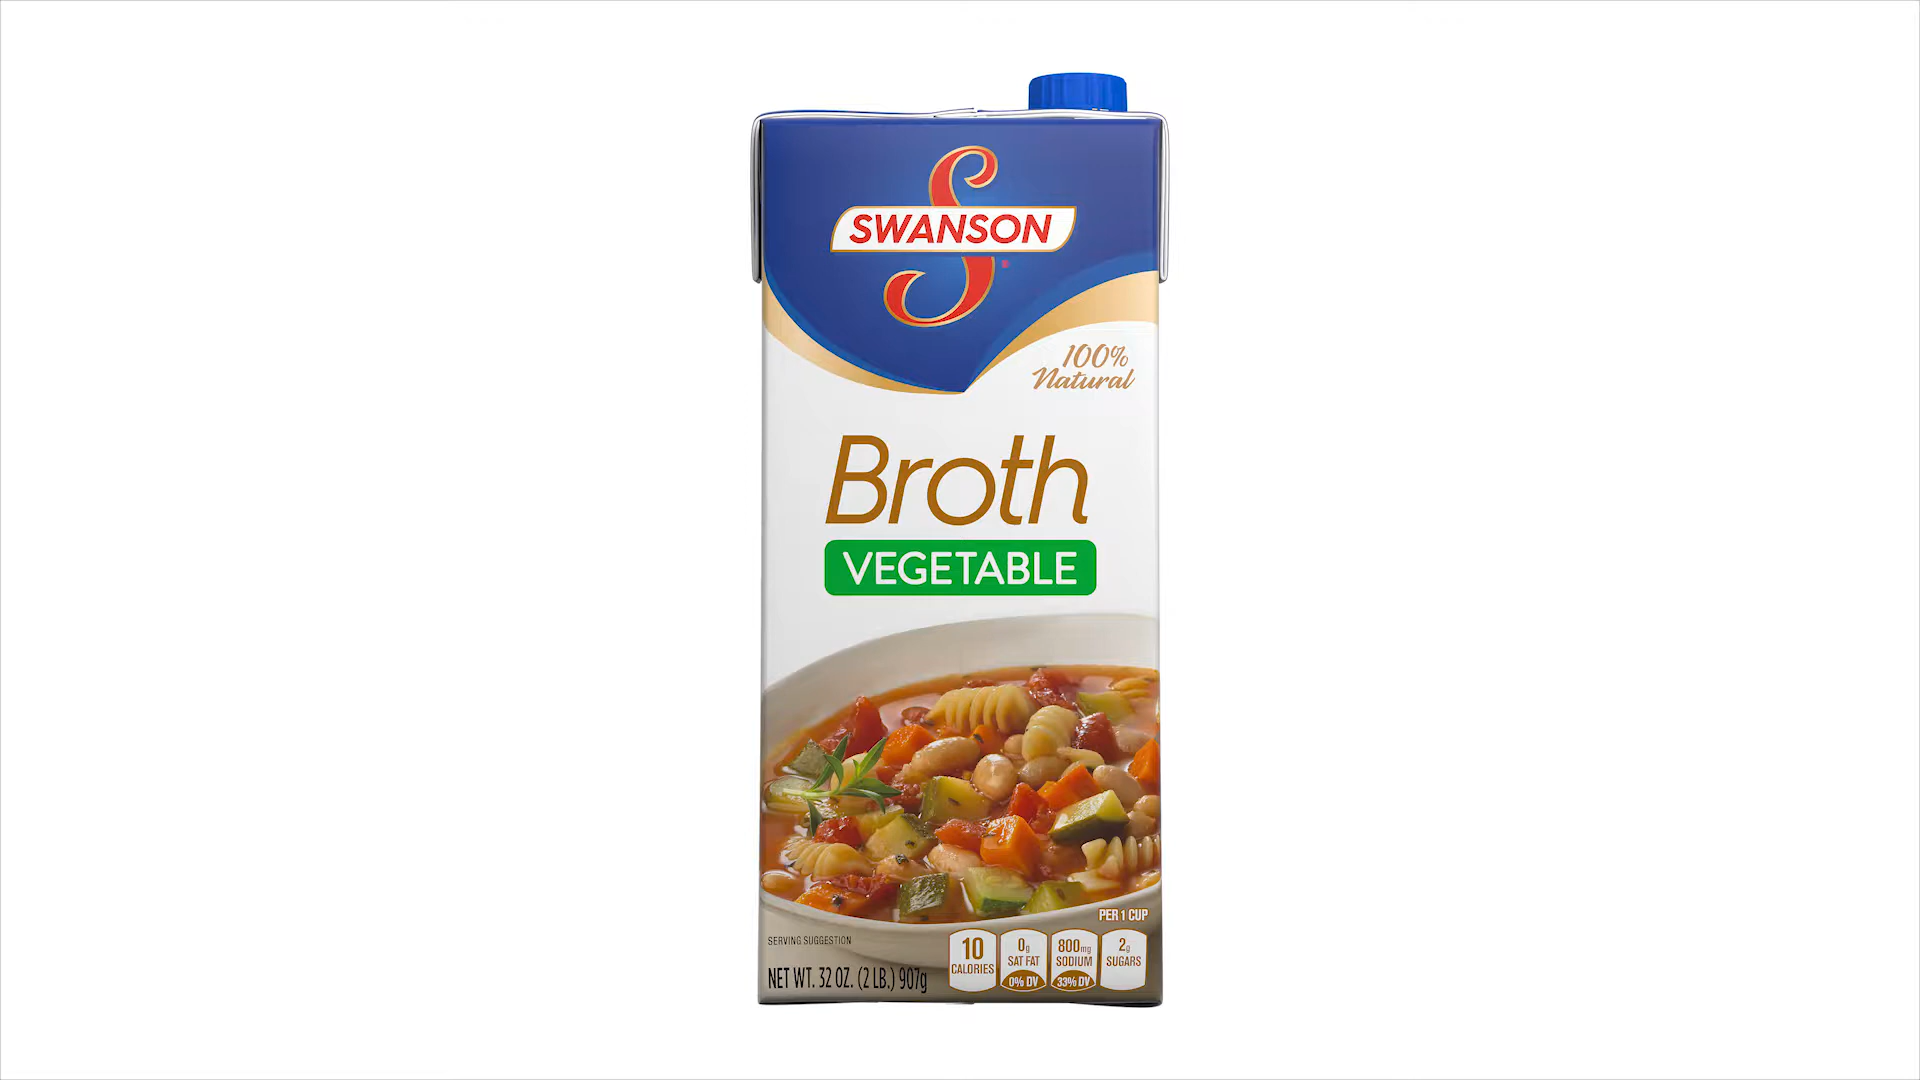 S
SWANSON
100%
Natural
Broth
VEGETABLE
PER 1 CUP
SERVING SUGGESTION
NET WT. 32 OZ. (2 LB.) 907g
10
CALORIES
0g
SAT FAT
0% DV
800mg
SODIUM
33% DV
2g
SUGARS